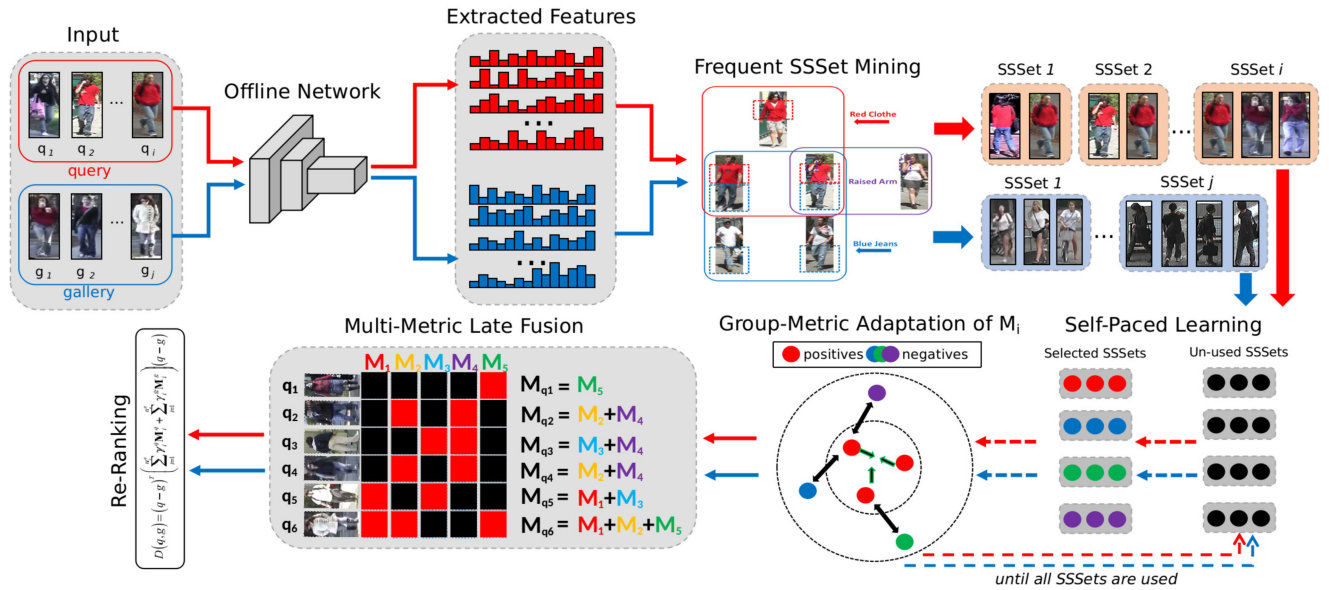 Input
q1 q2 ... qi
query
g1 g2 ... gj
gallery
Offline Network
Extracted Features
...
...
Frequent SSSet Mining
Red Clothe
Raised Arm
Blue Jeans
SSSet 1 SSSet 2 SSSet i
...
SSSet 1 SSSet j
...
Self-Paced Learning
Selected SSSets Un-used SSSets
Group-Metric Adaptation of Mi
positives negatives
until all SSSets are used
Multi-Metric Late Fusion
M1 M2 M3 M4 M5
q1 Mq1 = M5
q2 Mq2 = M2+M4
q3 Mq3 = M3+M4
q4 Mq4 = M2+M4
q5 Mq5 = M1+M3
q6 Mq6 = M1+M2+M5
Re-Ranking